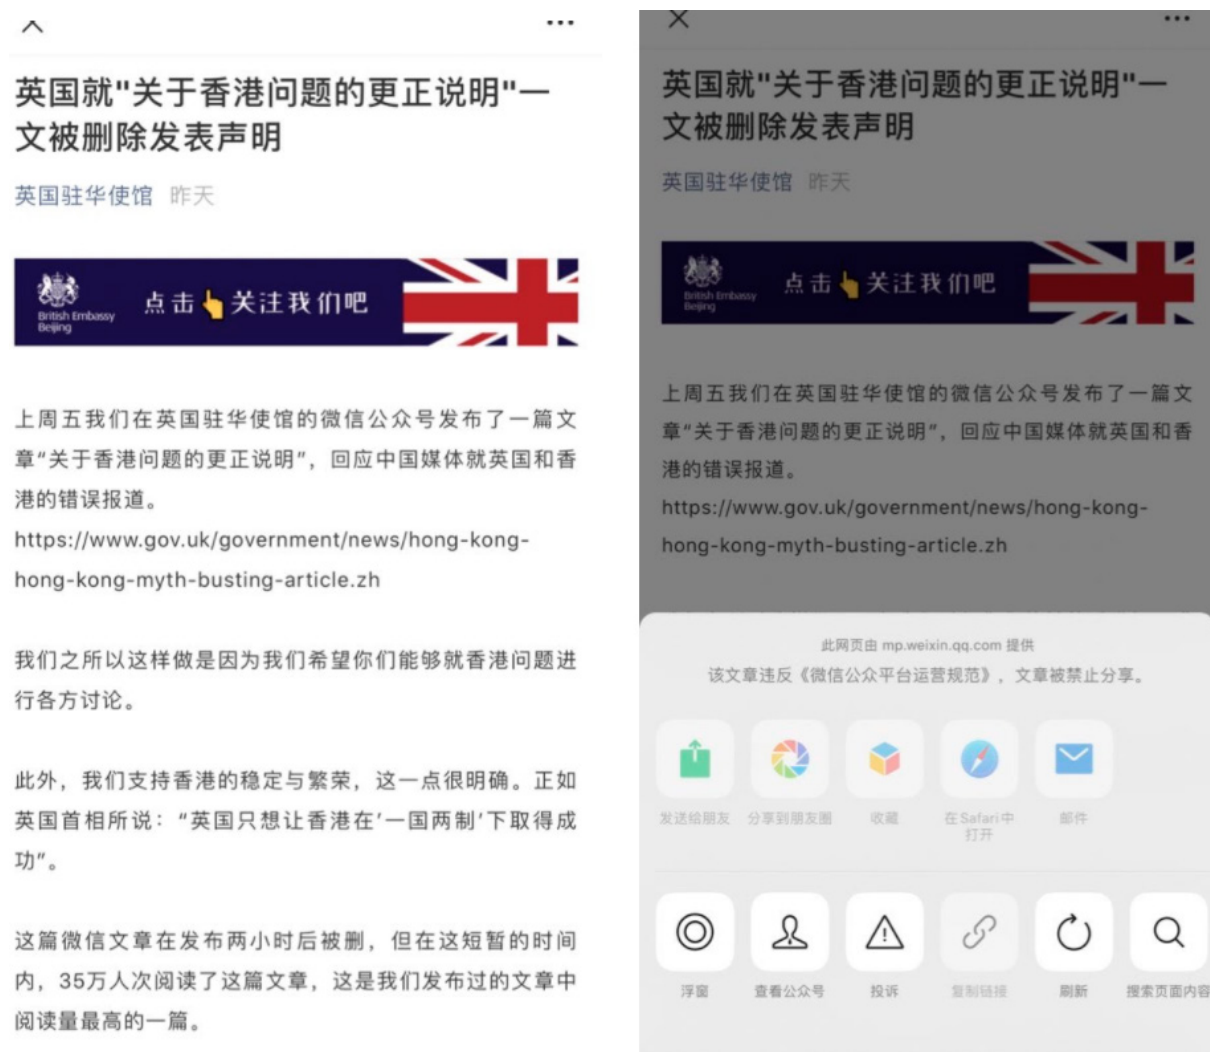 英国就"关于香港问题的更正说明"一
文被删除发表声明
英国驻华使馆 昨天
British Embassy
Beijing
点击👆关注我们吧
上周五我们在英国驻华使馆的微信公众号发布了一篇文
章“关于香港问题的更正说明”，回应中国媒体就英国和香
港的错误报道。
https://www.gov.uk/government/news/hong-kong-
hong-kong-myth-busting-article.zh
我们之所以这样做是因为我们希望你们能够就香港问题进
行各方讨论。
此外，我们支持香港的稳定与繁荣，这一点很明确。正如
英国首相所说：“英国只想让香港在‘一国两制’下取得成
功”。
这篇微信文章在发布两小时后被删，但在这短暂的时间
内，35万人次阅读了这篇文章，这是我们发布过的文章中
阅读量最高的一篇。
英国就"关于香港问题的更正说明"一
文被删除发表声明
英国驻华使馆 昨天
British Embassy
Beijing
点击👆关注我们吧
上周五我们在英国驻华使馆的微信公众号发布了一篇文
章“关于香港问题的更正说明”，回应中国媒体就英国和香
港的错误报道。
https://www.gov.uk/government/news/hong-kong-
hong-kong-myth-busting-article.zh
此网页由 mp.weixin.qq.com 提供
该文章违反《微信公众平台运营规范》，文章被禁止分享。
发送给朋友 分享到朋友圈 收藏 在Safari中 邮件
打开
浮窗 查看公众号 投诉 复制链接 刷新 搜索页面内容